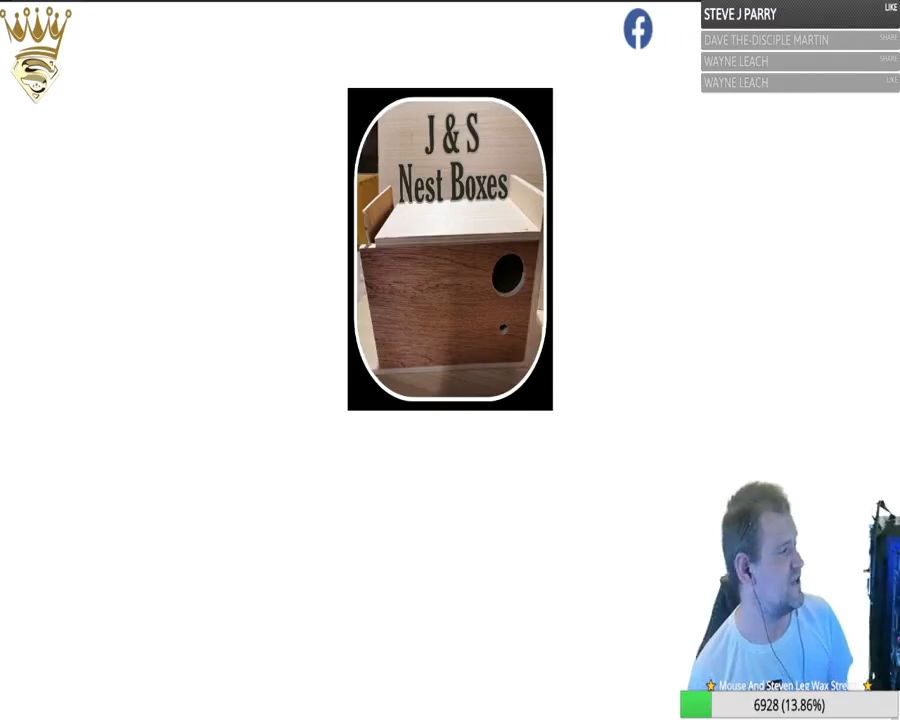 STEVE J PARRY LIKE
DAVE THE-DISCIPLE MARTIN SHARE
WAYNE LEACH SHARE
WAYNE LEACH LIKE
J & S
Nest Boxes
Mouse And Steven Leg Wax
6928 (13.86%)